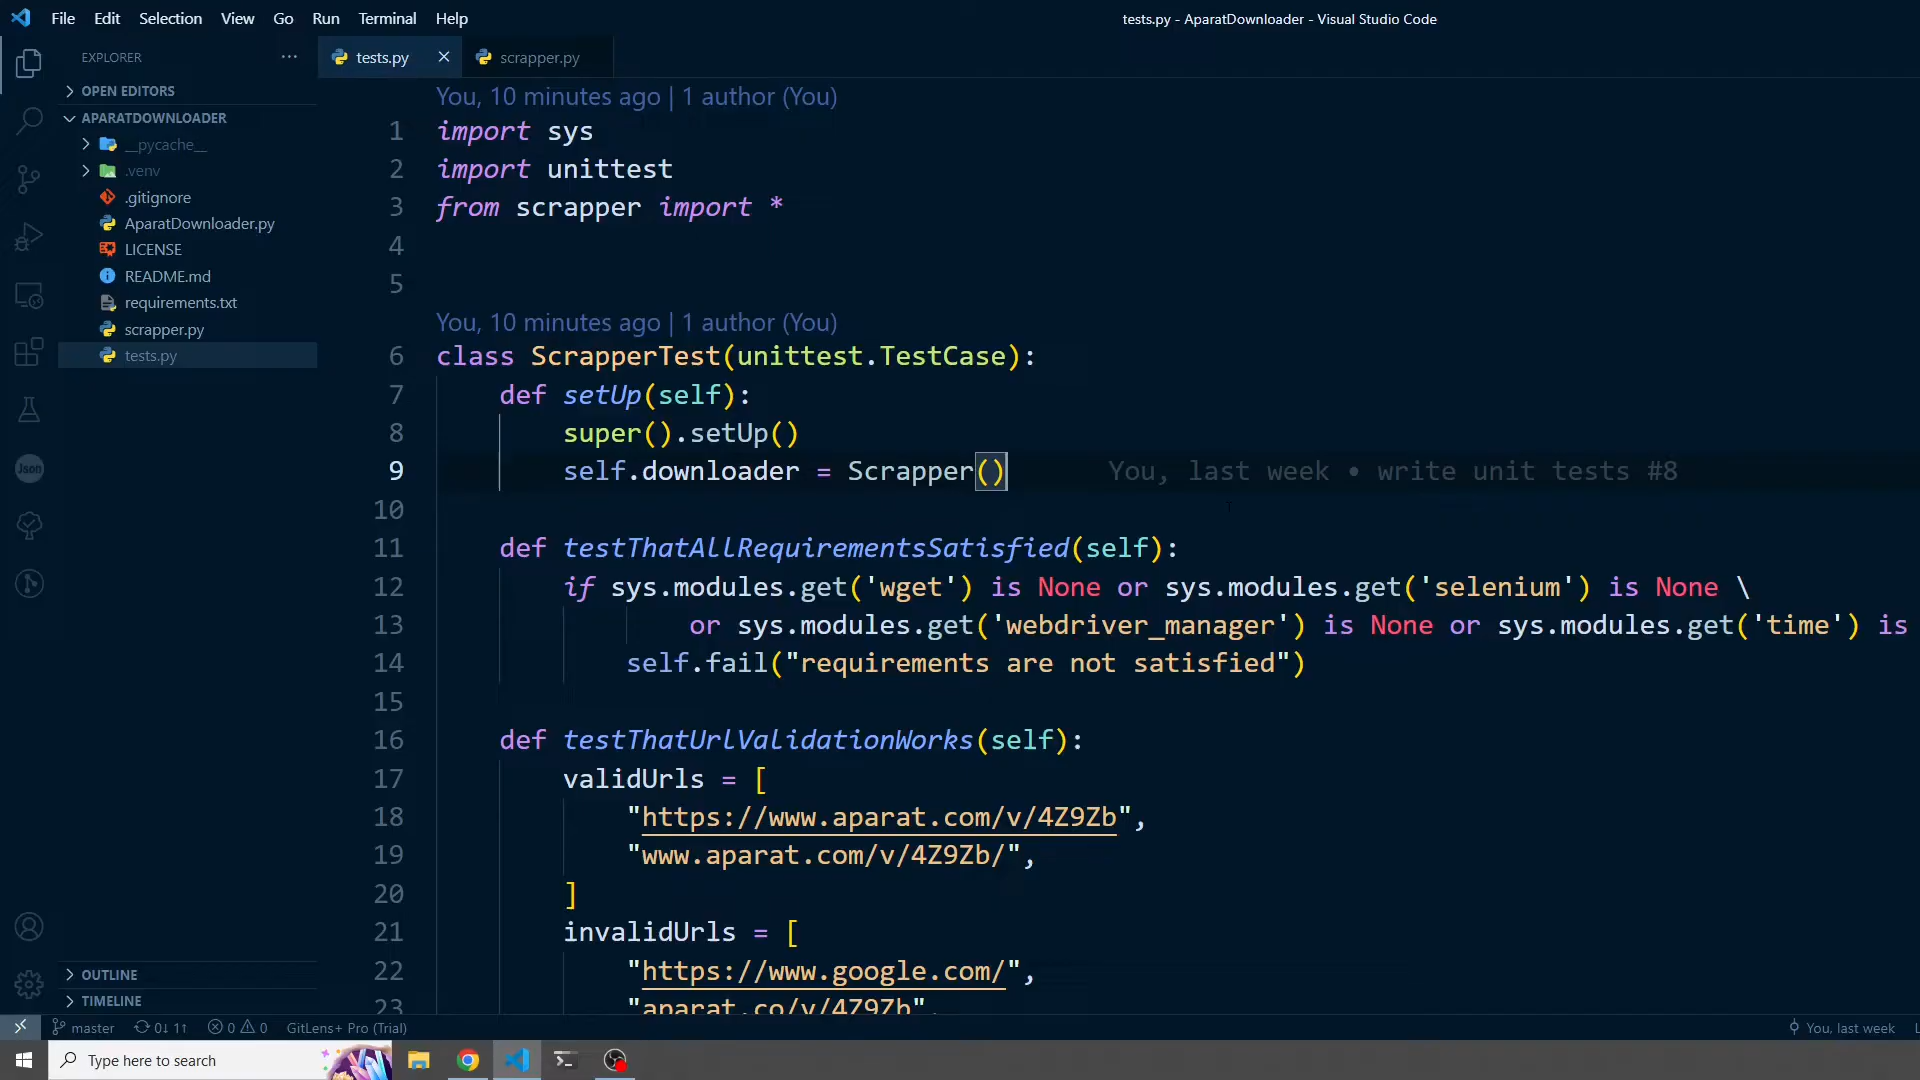 File Edit Selection View Go Run Terminal Help
tests.py - AparatDownloader - Visual Studio Code
EXPLORER
OPEN EDITORS
APARATDOWNLOADER
__pycache__
.venv
.gitignore
AparatDownloader.py
LICENSE
README.md
requirements.txt
scrapper.py
tests.py
OUTLINE
TIMELINE
Json
tests.py scrapper.py
You, 10 minutes ago | 1 author (You)
1 import sys
2 import unittest
3 from scrapper import *
4
5
You, 10 minutes ago | 1 author (You)
6 class ScrapperTest(unittest.TestCase):
7 def setUp(self):
8 super().setUp()
9 self.downloader = Scrapper() You, last week • write unit tests #8
10
11 def testThatAllRequirementsSatisfied(self):
12 if sys.modules.get('wget') is None or sys.modules.get('selenium') is None \
13 or sys.modules.get('webdriver_manager') is None or sys.modules.get('time') is
14 self.fail("requirements are not satisfied")
15
16 def testThatUrlValidationWorks(self):
17 validUrls = [
18 "https://www.aparat.com/v/4Z9Zb",
19 "www.aparat.com/v/4Z9Zb/",
20 ]
21 invalidUrls = [
22 "https://www.google.com/",
23 "aparat.co/v/4Z9Zb",
master 0↓ 1↑ 0 0 GitLens+ Pro (Trial)
You, last week
Type here to search